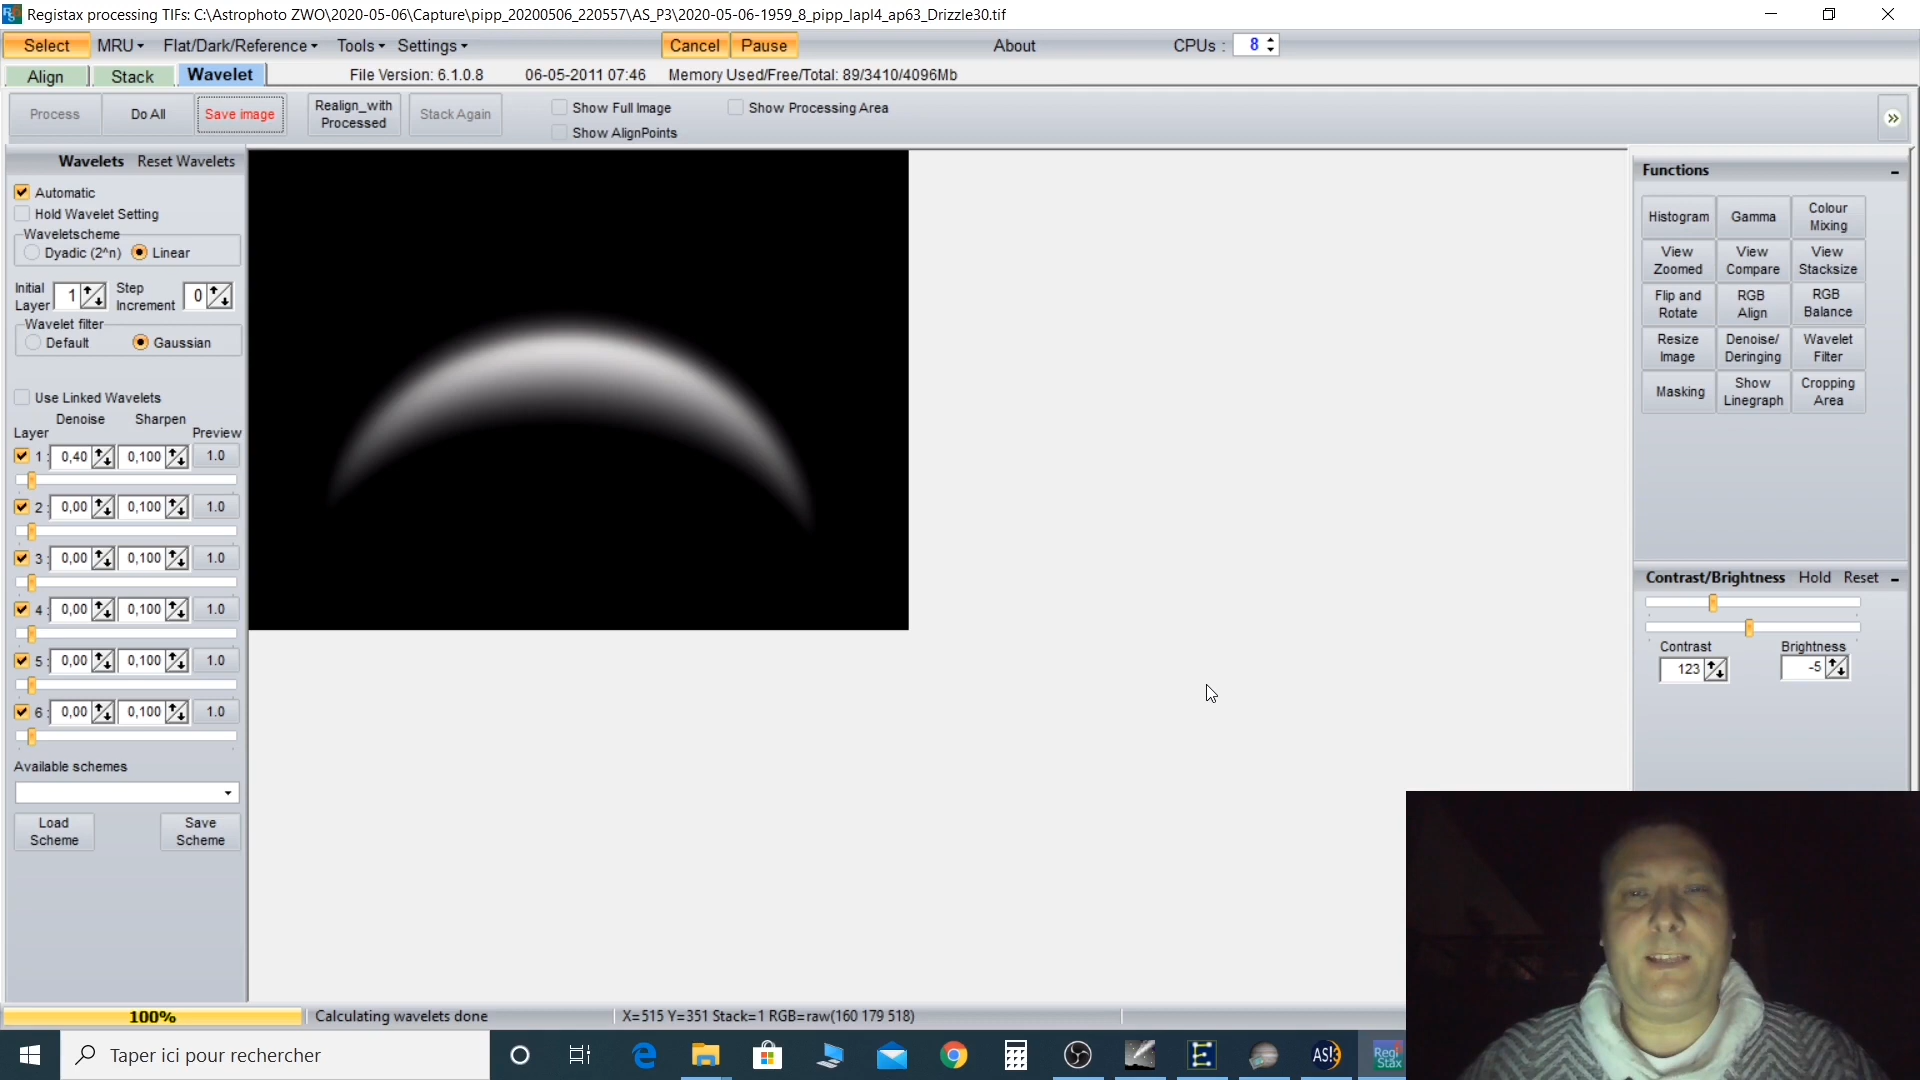 Registax processing TIFs: C:\Astrophoto ZWO\2020-05-06\Capture\pipp_20200506_220557\AS_P3\2020-05-06-1959_8_pipp_lapl4_ap63_Drizzle30.tif
Select MRU Flat/Dark/Reference Tools Settings Cancel Pause About CPUs : 8
Align Stack Wavelet File Version: 6.1.0.8 06-05-2011 07:46 Memory Used/Free/Total: 89/3410/4096Mb
Process Do All Save image Realign_with Processed Stack Again
Show Full Image Show Processing Area
Show AlignPoints
Wavelets Reset Wavelets
Automatic
Hold Wavelet Setting
Waveletscheme
Dyadic (2^n) Linear
Initial Layer 1 Step Increment 0
Wavelet filter
Default Gaussian
Use Linked Wavelets
Denoise Sharpen
Layer Preview
1: 0,40 0,100 1.0
2: 0,00 0,100 1.0
3: 0,00 0,100 1.0
4: 0,00 0,100 1.0
5: 0,00 0,100 1.0
6: 0,00 0,100 1.0
Available schemes
Load Scheme Save Scheme
Functions
Histogram Gamma Colour Mixing
View Zoomed View Compare View Stacksize
Flip and Rotate RGB Align RGB Balance
Resize Image Denoise/ Deringing Wavelet Filter
Masking Show Linegraph Cropping Area
Contrast/Brightness Hold Reset
Contrast Brightness
123 -5
100% Calculating wavelets done X=515 Y=351 Stack=1 RGB=raw(160 179 518)
Taper ici pour rechercher
AS!3
Regi Stax